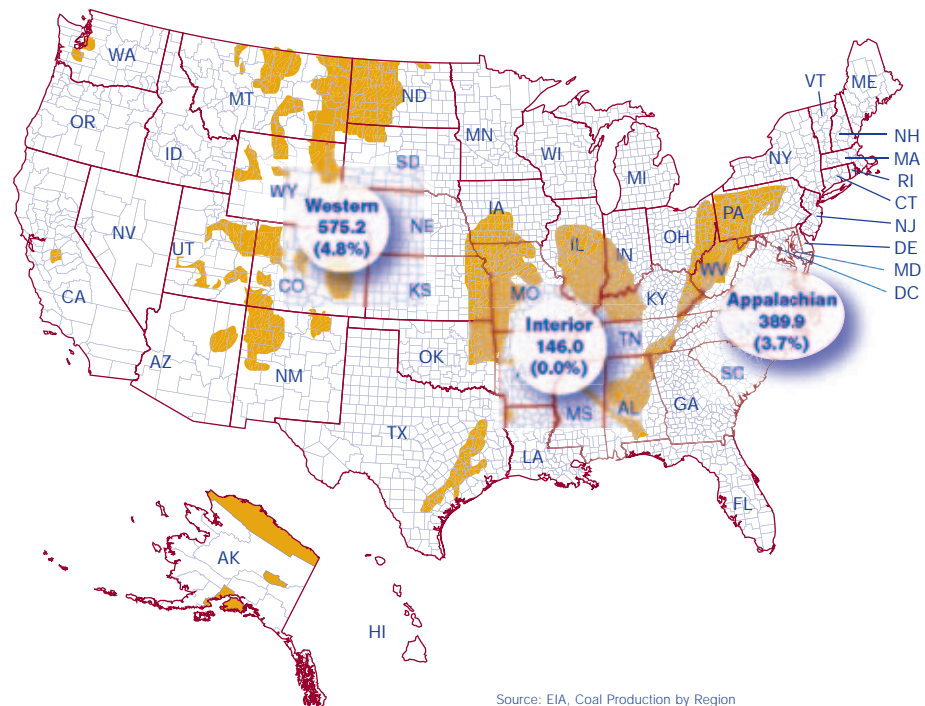 WA
MT
ND
VT
ME
OR
MN
ID
SD
WI
MI
NY
NH
MA
RI
CT
NJ
DE
MD
DC
WY
Western
575.2
(4.8%)
NE
IA
PA
NV
UT
IL
IN
OH
WV
CO
KS
MO
KY
CA
Interior
146.0
(0.0%)
Appalachian
389.9
(3.7%)
AZ
NM
OK
TN
SC
MS
AL
GA
TX
LA
FL
AK
HI
Source: EIA, Coal Production by Region